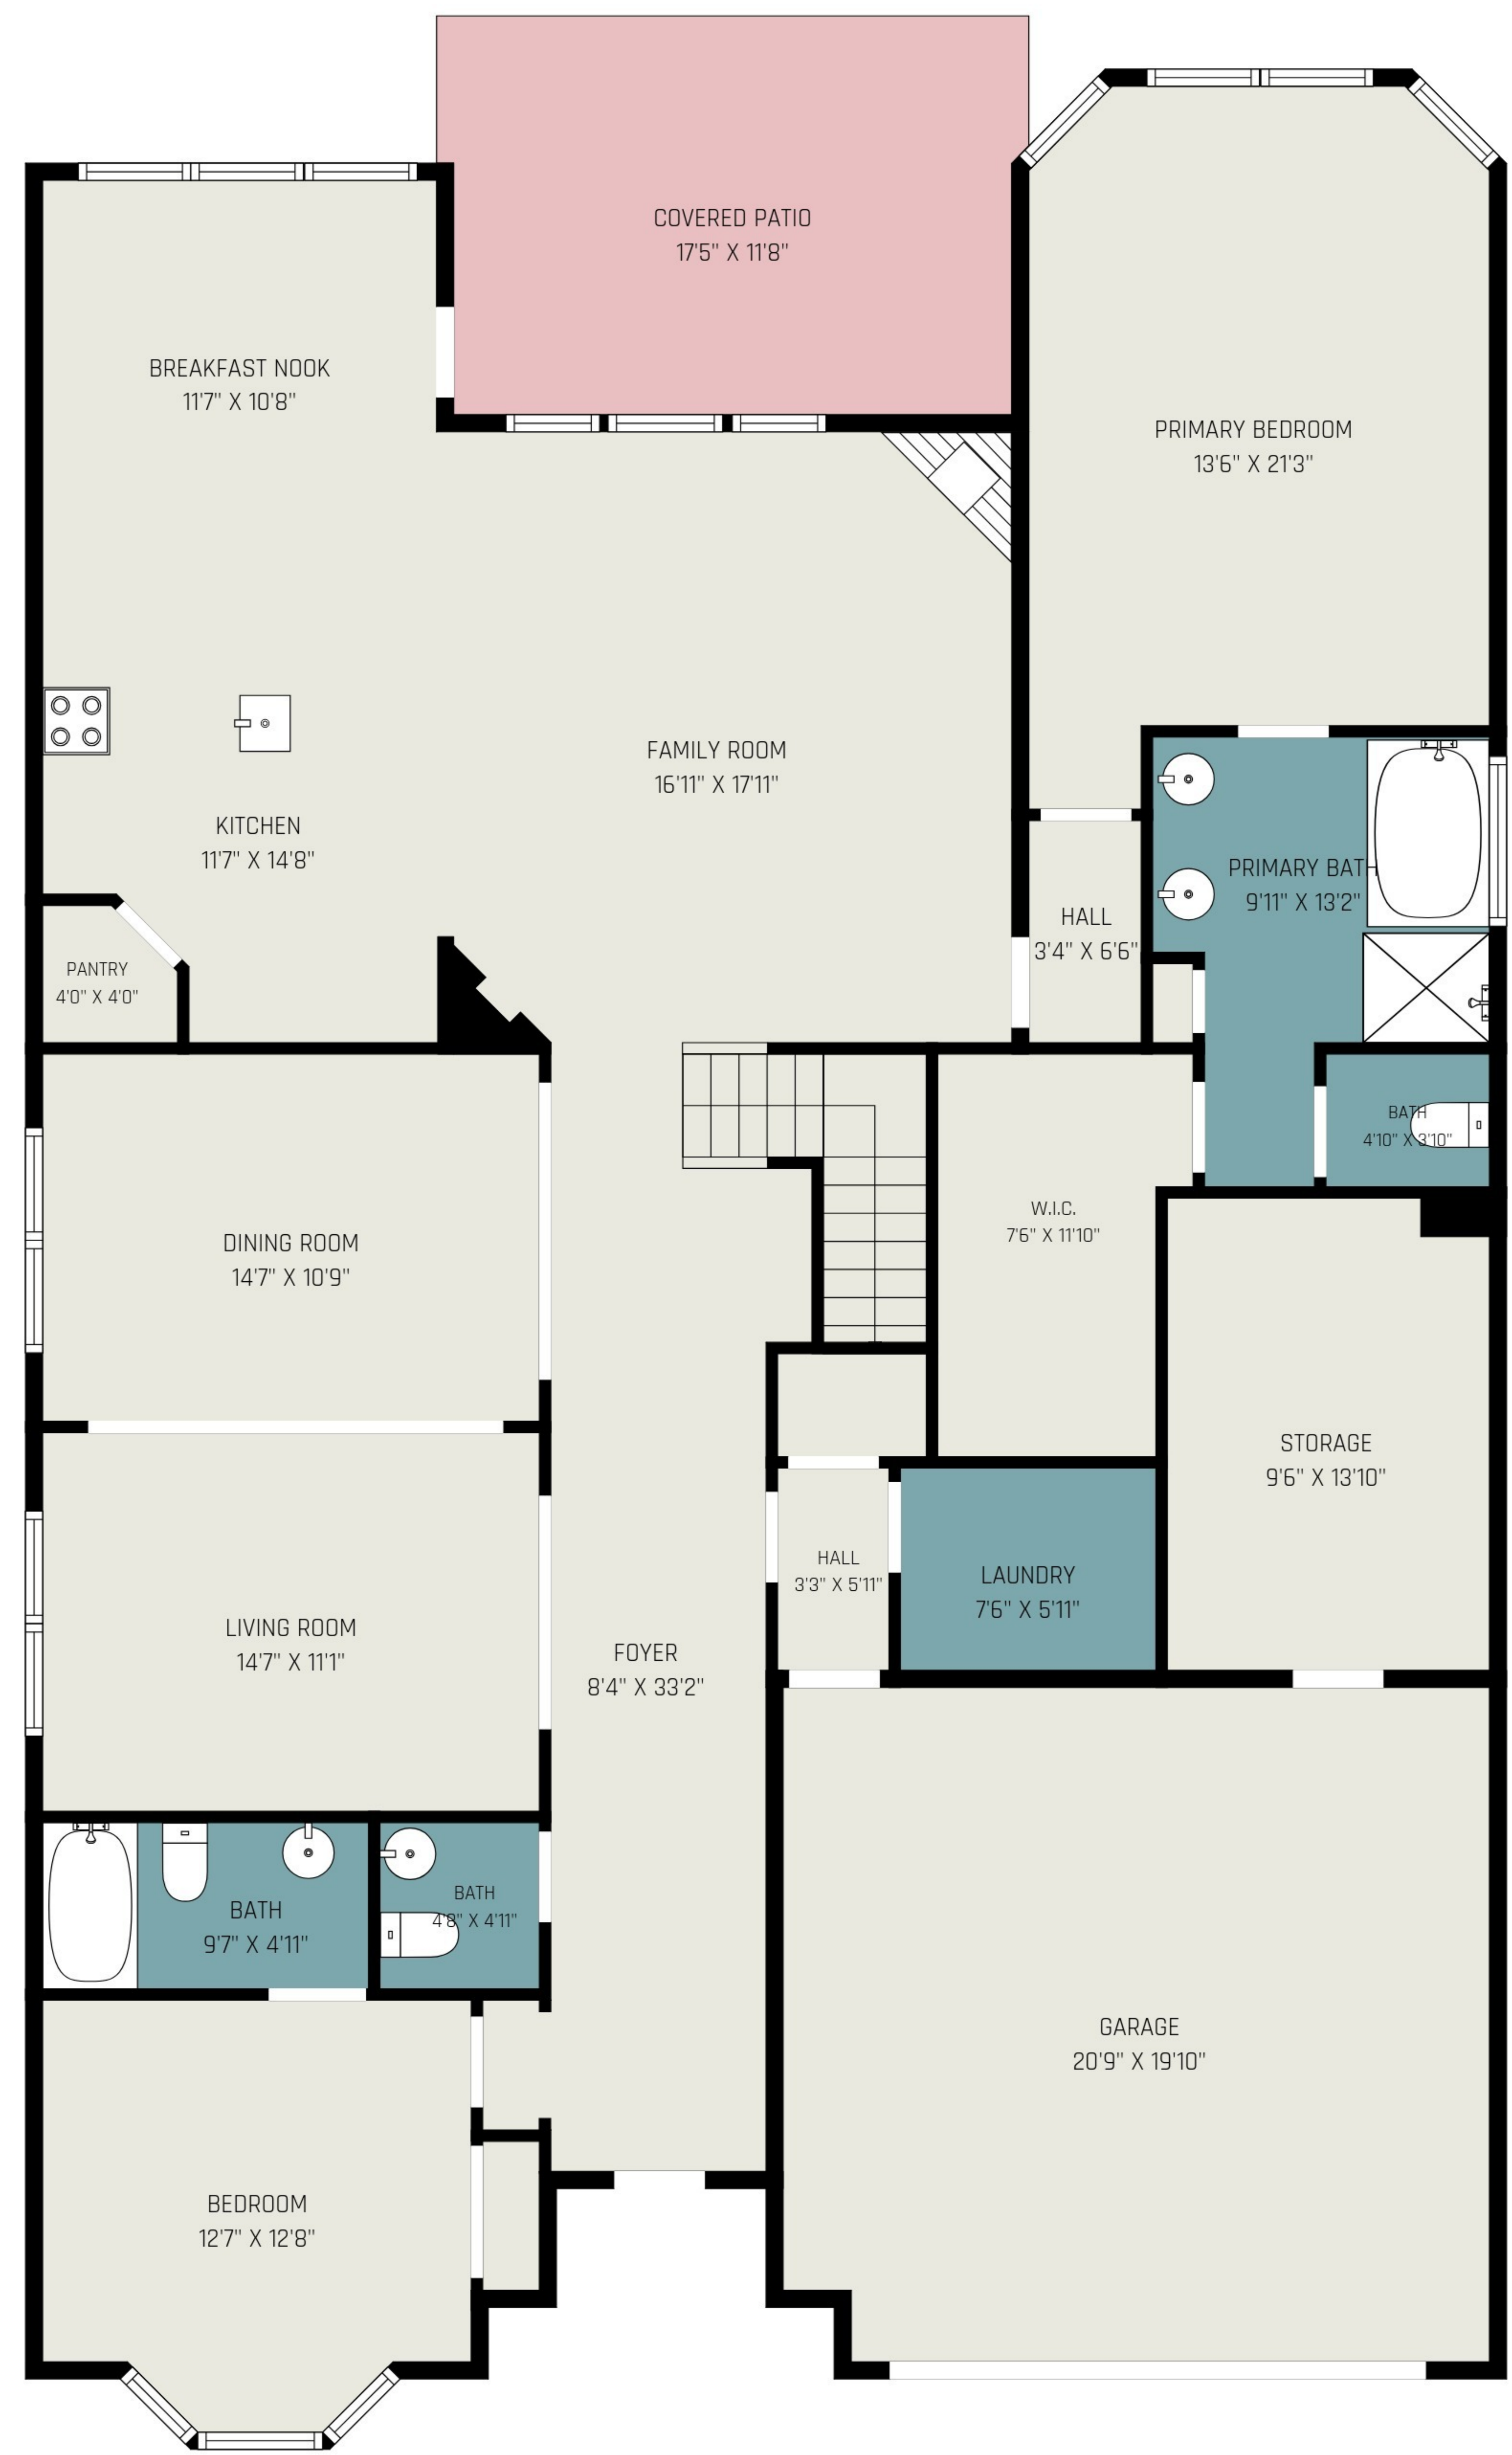 COVERED PATIO
17'5" X 11'8"
BREAKFAST NOOK
11'7" X 10'8"
PRIMARY BEDROOM
13'6" X 21'3"
FAMILY ROOM
16'11" X 17'11"
KITCHEN
11'7" X 14'8"
PRIMARY BATH
9'11" X 13'2"
HALL
3'4" X 6'6"
PANTRY
4'0" X 4'0"
BATH
4'10" X 3'10"
W.I.C.
7'6" X 11'10"
DINING ROOM
14'7" X 10'9"
STORAGE
9'6" X 13'10"
HALL
3'3" X 5'11"
LAUNDRY
7'6" X 5'11"
LIVING ROOM
14'7" X 11'1"
FOYER
8'4" X 33'2"
BATH
4'8" X 4'11"
BATH
9'7" X 4'11"
GARAGE
20'9" X 19'10"
BEDROOM
12'7" X 12'8"